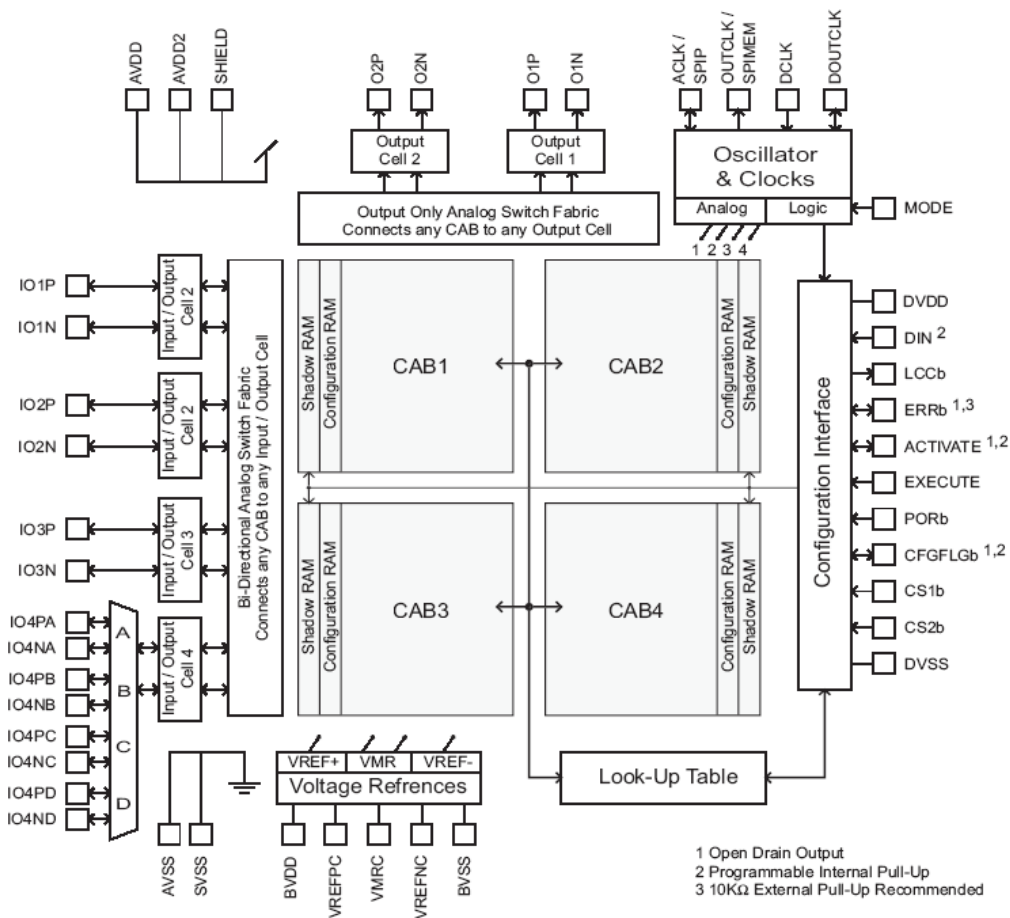 AVDD
AVDD2
SHIELD
O2P
O2N
O1P
O1N
ACLK /
SPIP
OUTCLK /
SPIMEM
DCLK
DOUTCLK
Output
Cell 2
Output
Cell 1
Oscillator
& Clocks
Analog
Logic
MODE
Output Only Analog Switch Fabric
Connects any CAB to any Output Cell
1 2 3 4
IO1P
IO1N
Input / Output
Cell 2
IO2P
IO2N
Input / Output
Cell 2
IO3P
IO3N
Input / Output
Cell 3
IO4PA
IO4NA
IO4PB
IO4NB
IO4PC
IO4NC
IO4PD
IO4ND
A
B
C
D
Input / Output
Cell 4
Bi-Directional Analog Switch Fabric
Connects any CAB to any Input / Output Cell
Shadow RAM
Configuration RAM
CAB1
CAB2
Configuration RAM
Shadow RAM
Shadow RAM
Configuration RAM
CAB3
CAB4
Configuration RAM
Shadow RAM
Configuration Interface
DVDD
DIN 2
LCCb
ERRb 1,3
ACTIVATE 1,2
EXECUTE
PORb
CFGFLGb 1,2
CS1b
CS2b
DVSS
VREF+
VMR
VREF-
Voltage Refrences
Look-Up Table
AVSS
SVSS
BVDD
VREFPC
VMRC
VREFNC
BVSS
1 Open Drain Output
2 Programmable Internal Pull-Up
3 10KΩ External Pull-Up Recommended